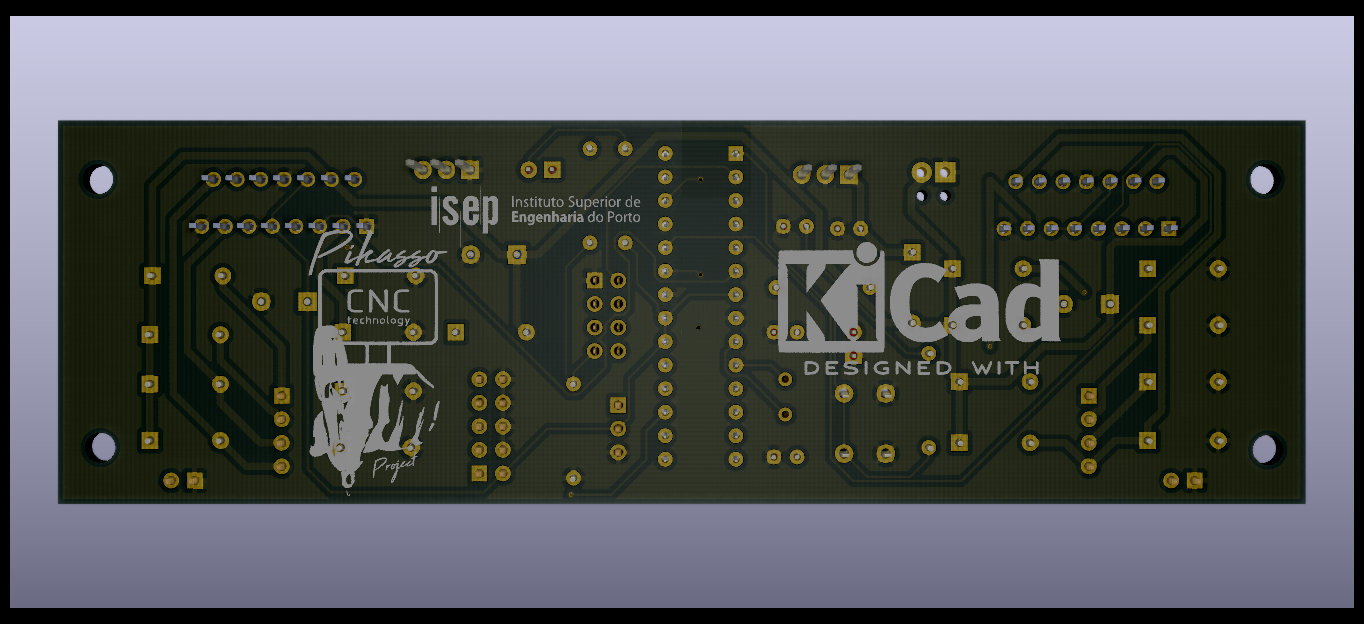 isep
Instituto Superior de
Engenharia do Porto
Pikasso
CNC
technology
Project
KiCad
DESIGNED WITH